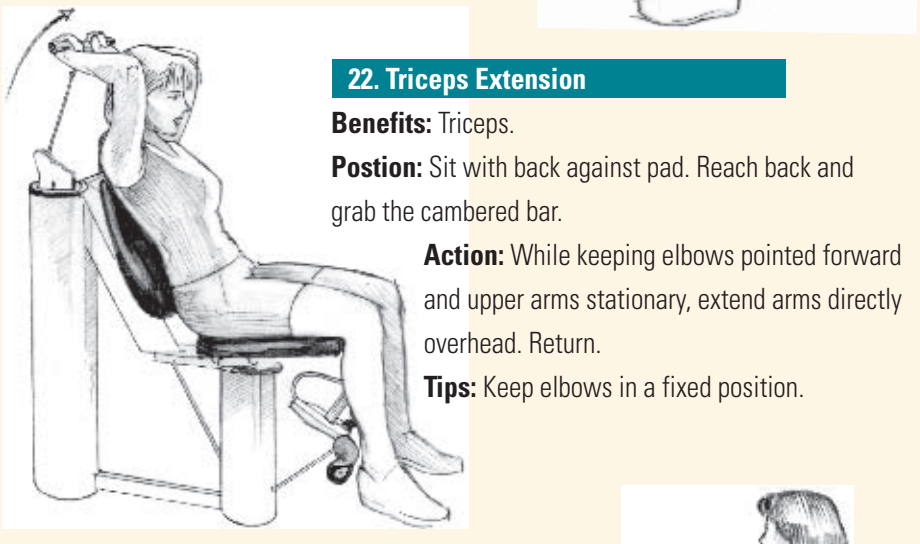 22. Triceps Extension
Benefits: Triceps.
Postion: Sit with back against pad. Reach back and
grab the cambered bar.
Action: While keeping elbows pointed forward
and upper arms stationary, extend arms directly
overhead. Return.
Tips: Keep elbows in a fixed position.